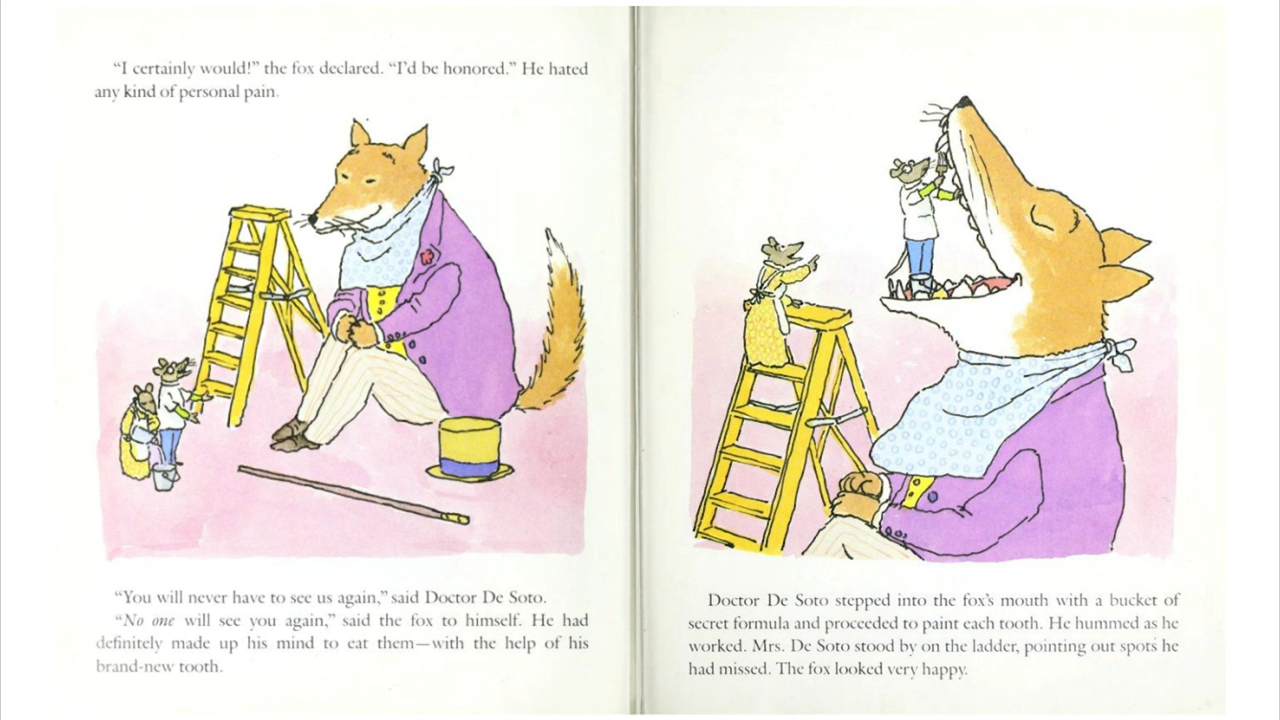 “I certainly would!” the fox declared. “I’d be honored.” He hated
any kind of personal pain.
“You will never have to see us again,” said Doctor De Soto.
“No one will see you again,” said the fox to himself. He had
definitely made up his mind to eat them—with the help of his
brand-new tooth.
Doctor De Soto stepped into the fox’s mouth with a bucket of
secret formula and proceeded to paint each tooth. He hummed as he
worked. Mrs. De Soto stood by on the ladder, pointing out spots he
had missed. The fox looked very happy.